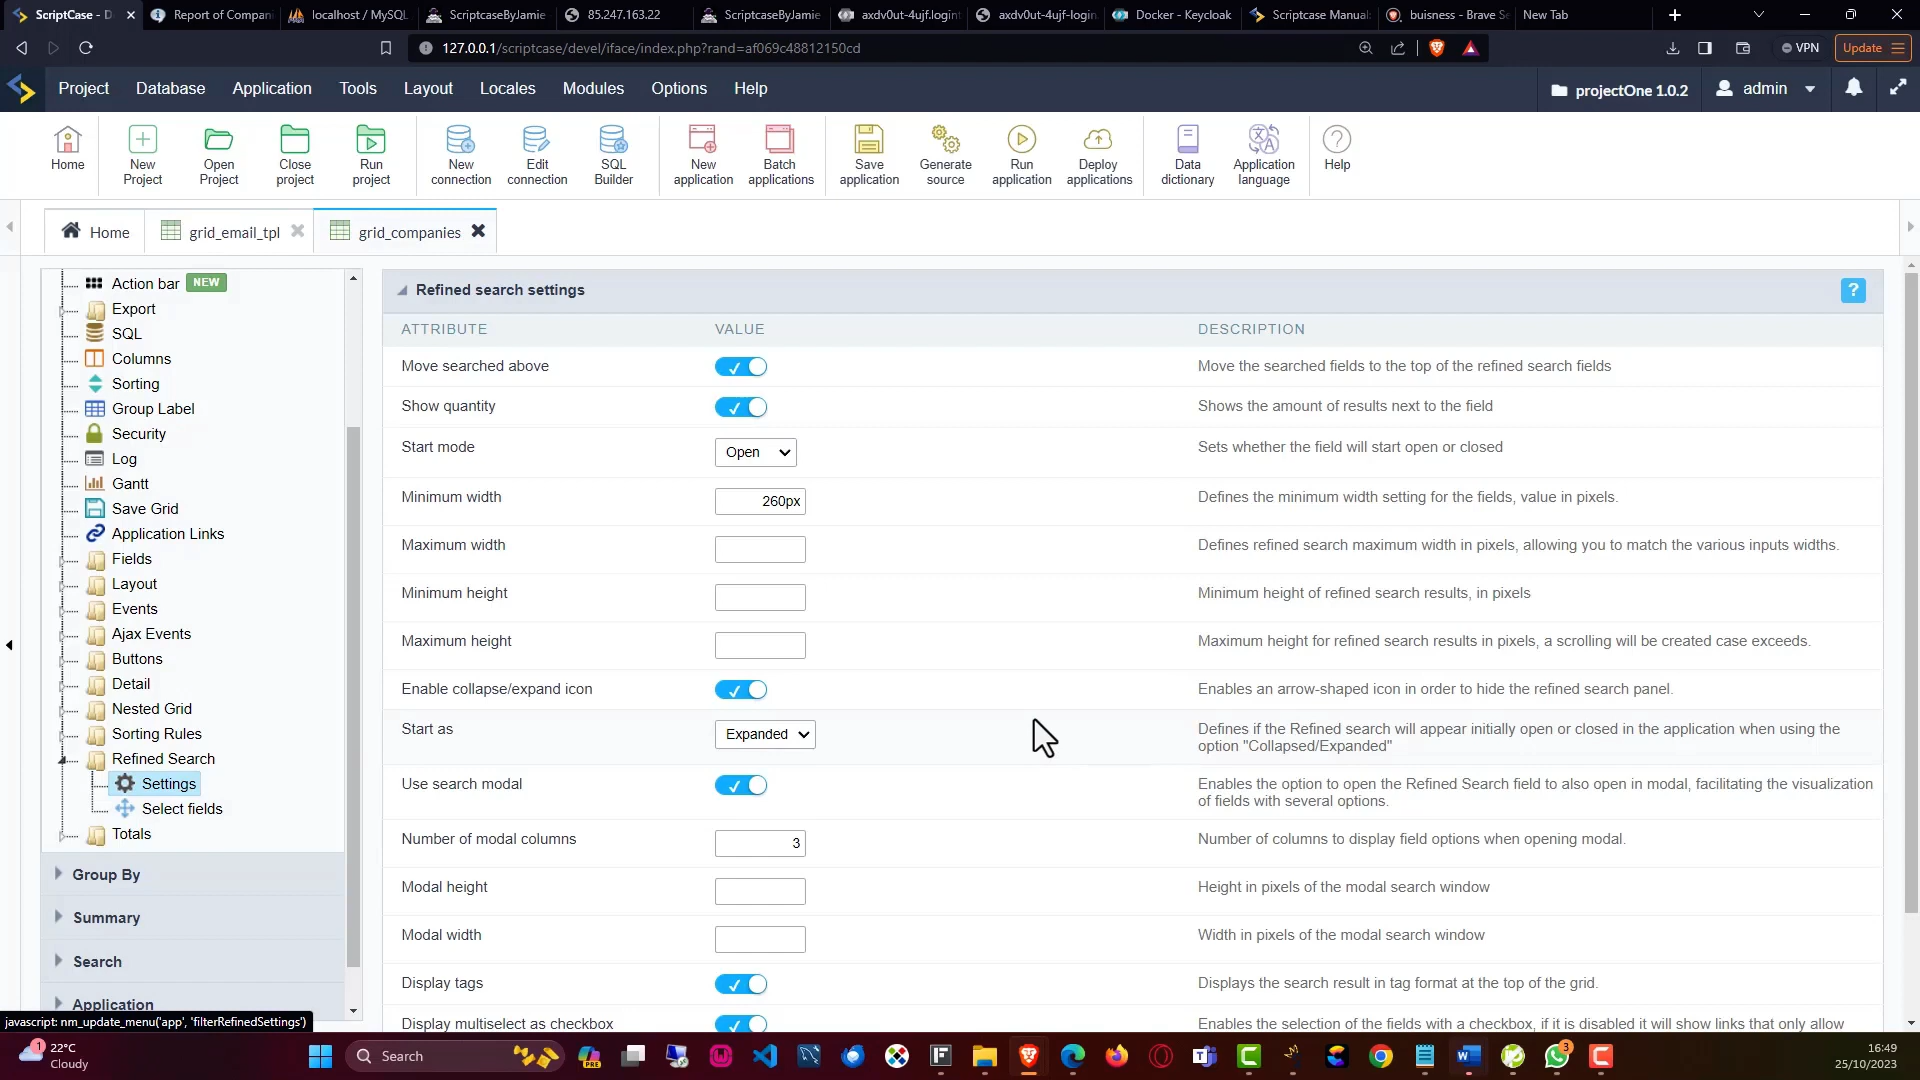 ScriptCase - D
Report of Compan
localhost / MySQL
ScriptcaseByJamie
85.247.163.22
ScriptcaseByJamie
axdv0ut-4ujf.logint
axdv0ut-4ujf-login.
Docker - Keycloak
Scriptcase Manual
buisness - Brave Se
New Tab
127.0.0.1/scriptcase/devel/iface/index.php?rand=af069c48812150cd
VPN
Update
Project
Database
Application
Tools
Layout
Locales
Modules
Options
Help
projectOne 1.0.2
admin
Home
New Project
Open Project
Close project
Run project
New connection
Edit connection
SQL Builder
New application
Batch applications
Save application
Generate source
Run application
Deploy applications
Data dictionary
Application language
Help
Home
grid_email_tpl
grid_companies
Action bar NEW
Export
SQL
Columns
Sorting
Group Label
Security
Log
Gantt
Save Grid
Application Links
Fields
Layout
Events
Ajax Events
Buttons
Detail
Nested Grid
Sorting Rules
Refined Search
Settings
Select fields
Totals
Group By
Summary
Search
Application
javascript: nm_update_menu('app', 'filterRefinedSettings')
Refined search settings
?
ATTRIBUTE VALUE DESCRIPTION
Move searched above Move the searched fields to the top of the refined search fields
Show quantity Shows the amount of results next to the field
Start mode Open Sets whether the field will start open or closed
Minimum width 260px Defines the minimum width setting for the fields, value in pixels.
Maximum width Defines refined search maximum width in pixels, allowing you to match the various inputs widths.
Minimum height Minimum height of refined search results, in pixels
Maximum height Maximum height for refined search results in pixels, a scrolling will be created case exceeds.
Enable collapse/expand icon Enables an arrow-shaped icon in order to hide the refined search panel.
Start as Expanded Defines if the Refined search will appear initially open or closed in the application when using the
option "Collapsed/Expanded"
Use search modal Enables the option to open the Refined Search field to also open in modal, facilitating the visualization
of fields with several options.
Number of modal columns 3 Number of columns to display field options when opening modal.
Modal height Height in pixels of the modal search window
Modal width Width in pixels of the modal search window
Display tags Displays the search result in tag format at the top of the grid.
Display multiselect as checkbox Enables the selection of the fields with a checkbox, if it is disabled it will show links that only allow
1
22°C
Cloudy
Search
PRE
3
16:49
25/10/2023